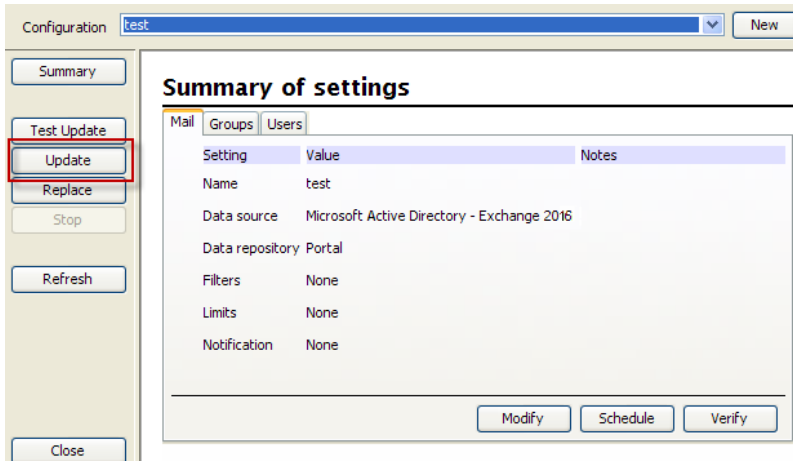 Configuration test New
Summary
Test Update
Update
Replace
Stop
Refresh
Close
Summary of settings
Mail Groups Users
Setting Value Notes
Name test
Data source Microsoft Active Directory - Exchange 2016
Data repository Portal
Filters None
Limits None
Notification None
Modify Schedule Verify